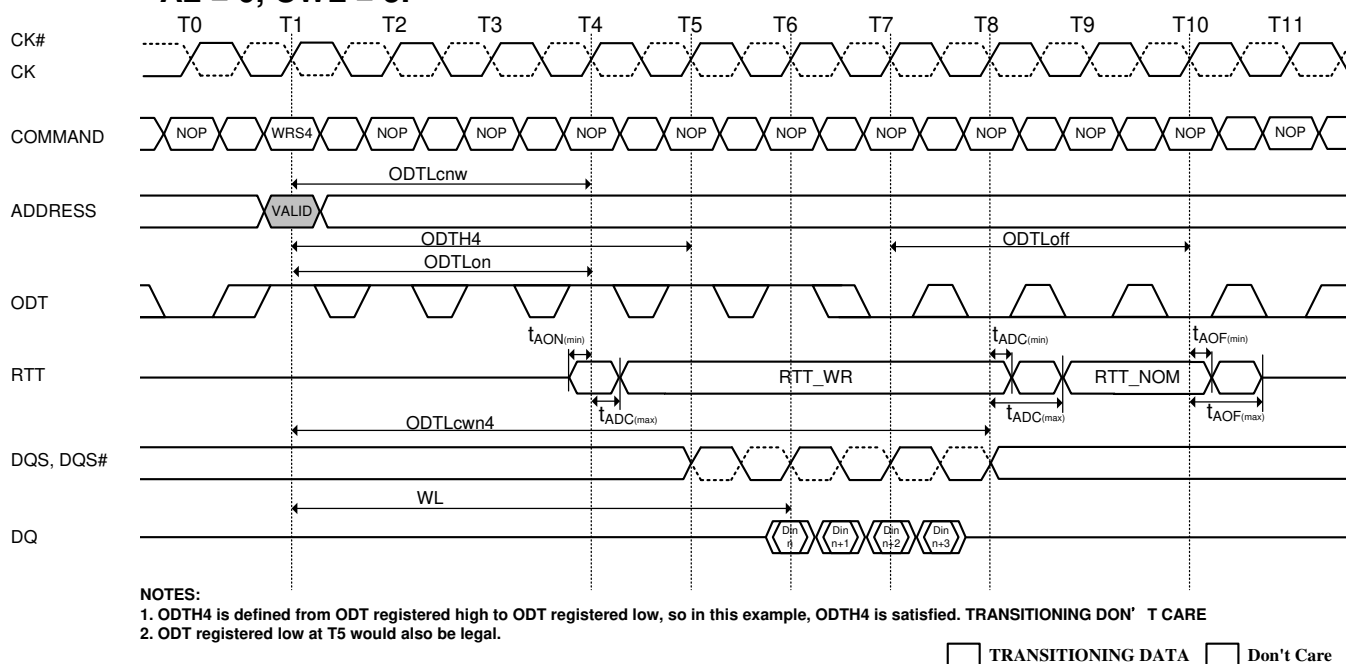 T0 T1 T2 T3 T4 T5 T6 T7 T8 T9 T10 T11
CK#
CK
COMMAND NOP WRS4 NOP NOP NOP NOP NOP NOP NOP NOP NOP NOP
ODTLcnw
ADDRESS VALID
ODTH4 ODTLoff
ODTLon
ODT
tAON(min) tADC(min) tAOF(min)
RTT RTT_WR RTT_NOM
tADC(max) tADC(max) tAOF(max)
ODTLcwn4
DQS, DQS#
WL
DQ Din n Din n+1 Din n+2 Din n+3
NOTES:
1. ODTH4 is defined from ODT registered high to ODT registered low, so in this example, ODTH4 is satisfied. TRANSITIONING DON' T CARE
2. ODT registered low at T5 would also be legal.
TRANSITIONING DATA Don't Care